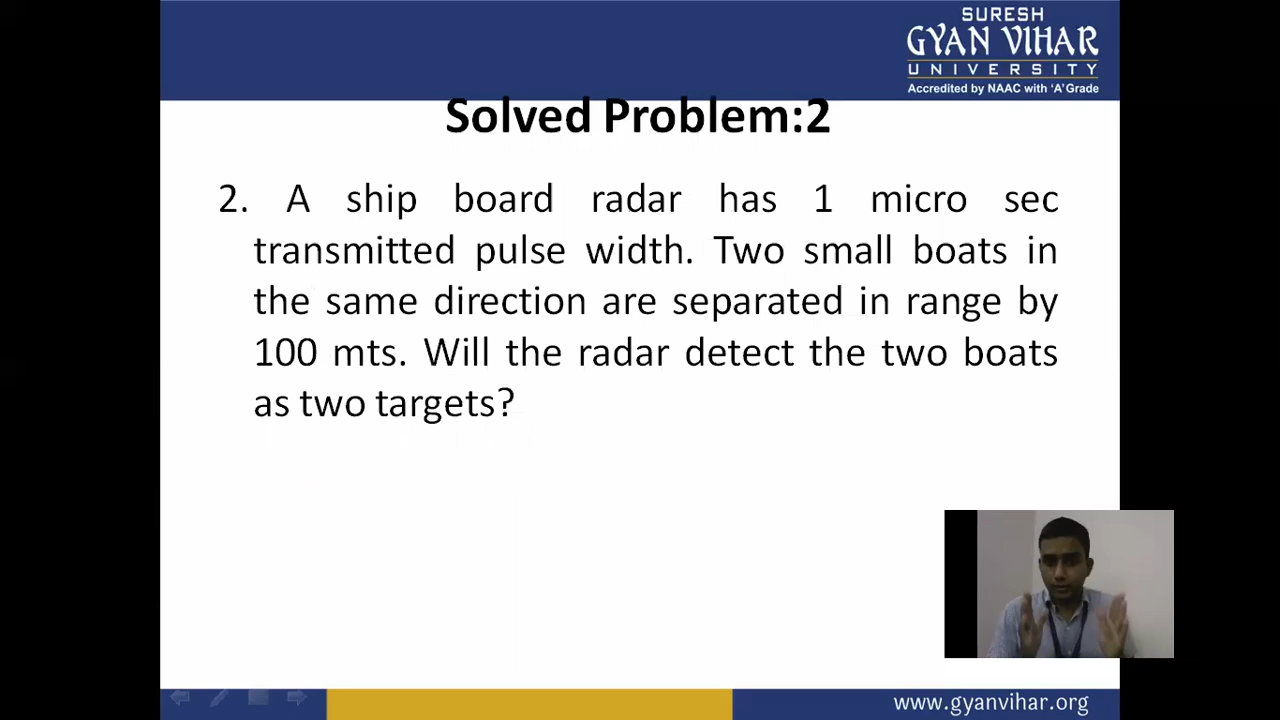 SURESH
GYAN VIHAR
UNIVERSITY
Accredited by NAAC with 'A' Grade
Solved Problem:2
2. A ship board radar has 1 micro sec
transmitted pulse width. Two small boats in
the same direction are separated in range by
100 mts. Will the radar detect the two boats
as two targets?
www.gyanvihar.org